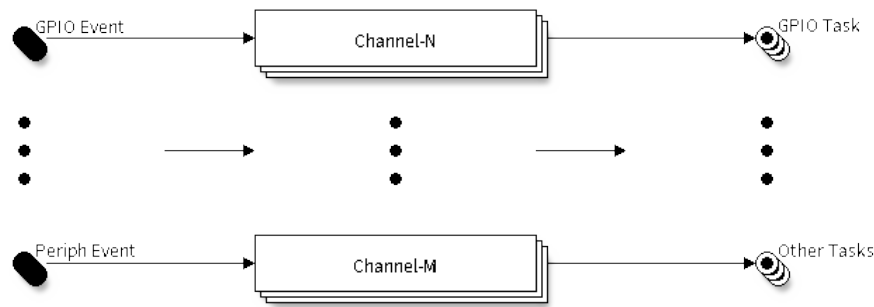 GPIO Event
Channel-N
GPIO Task
Periph Event
Channel-M
Other Tasks